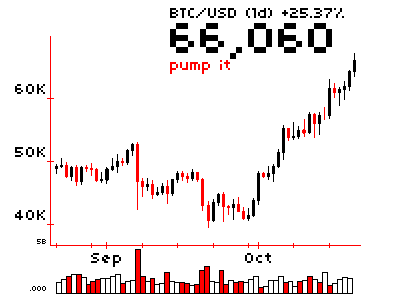 BTC/USD (1d) +25.37%
66,060
pump it
60K
50K
40K
5B
Sep Oct
.000